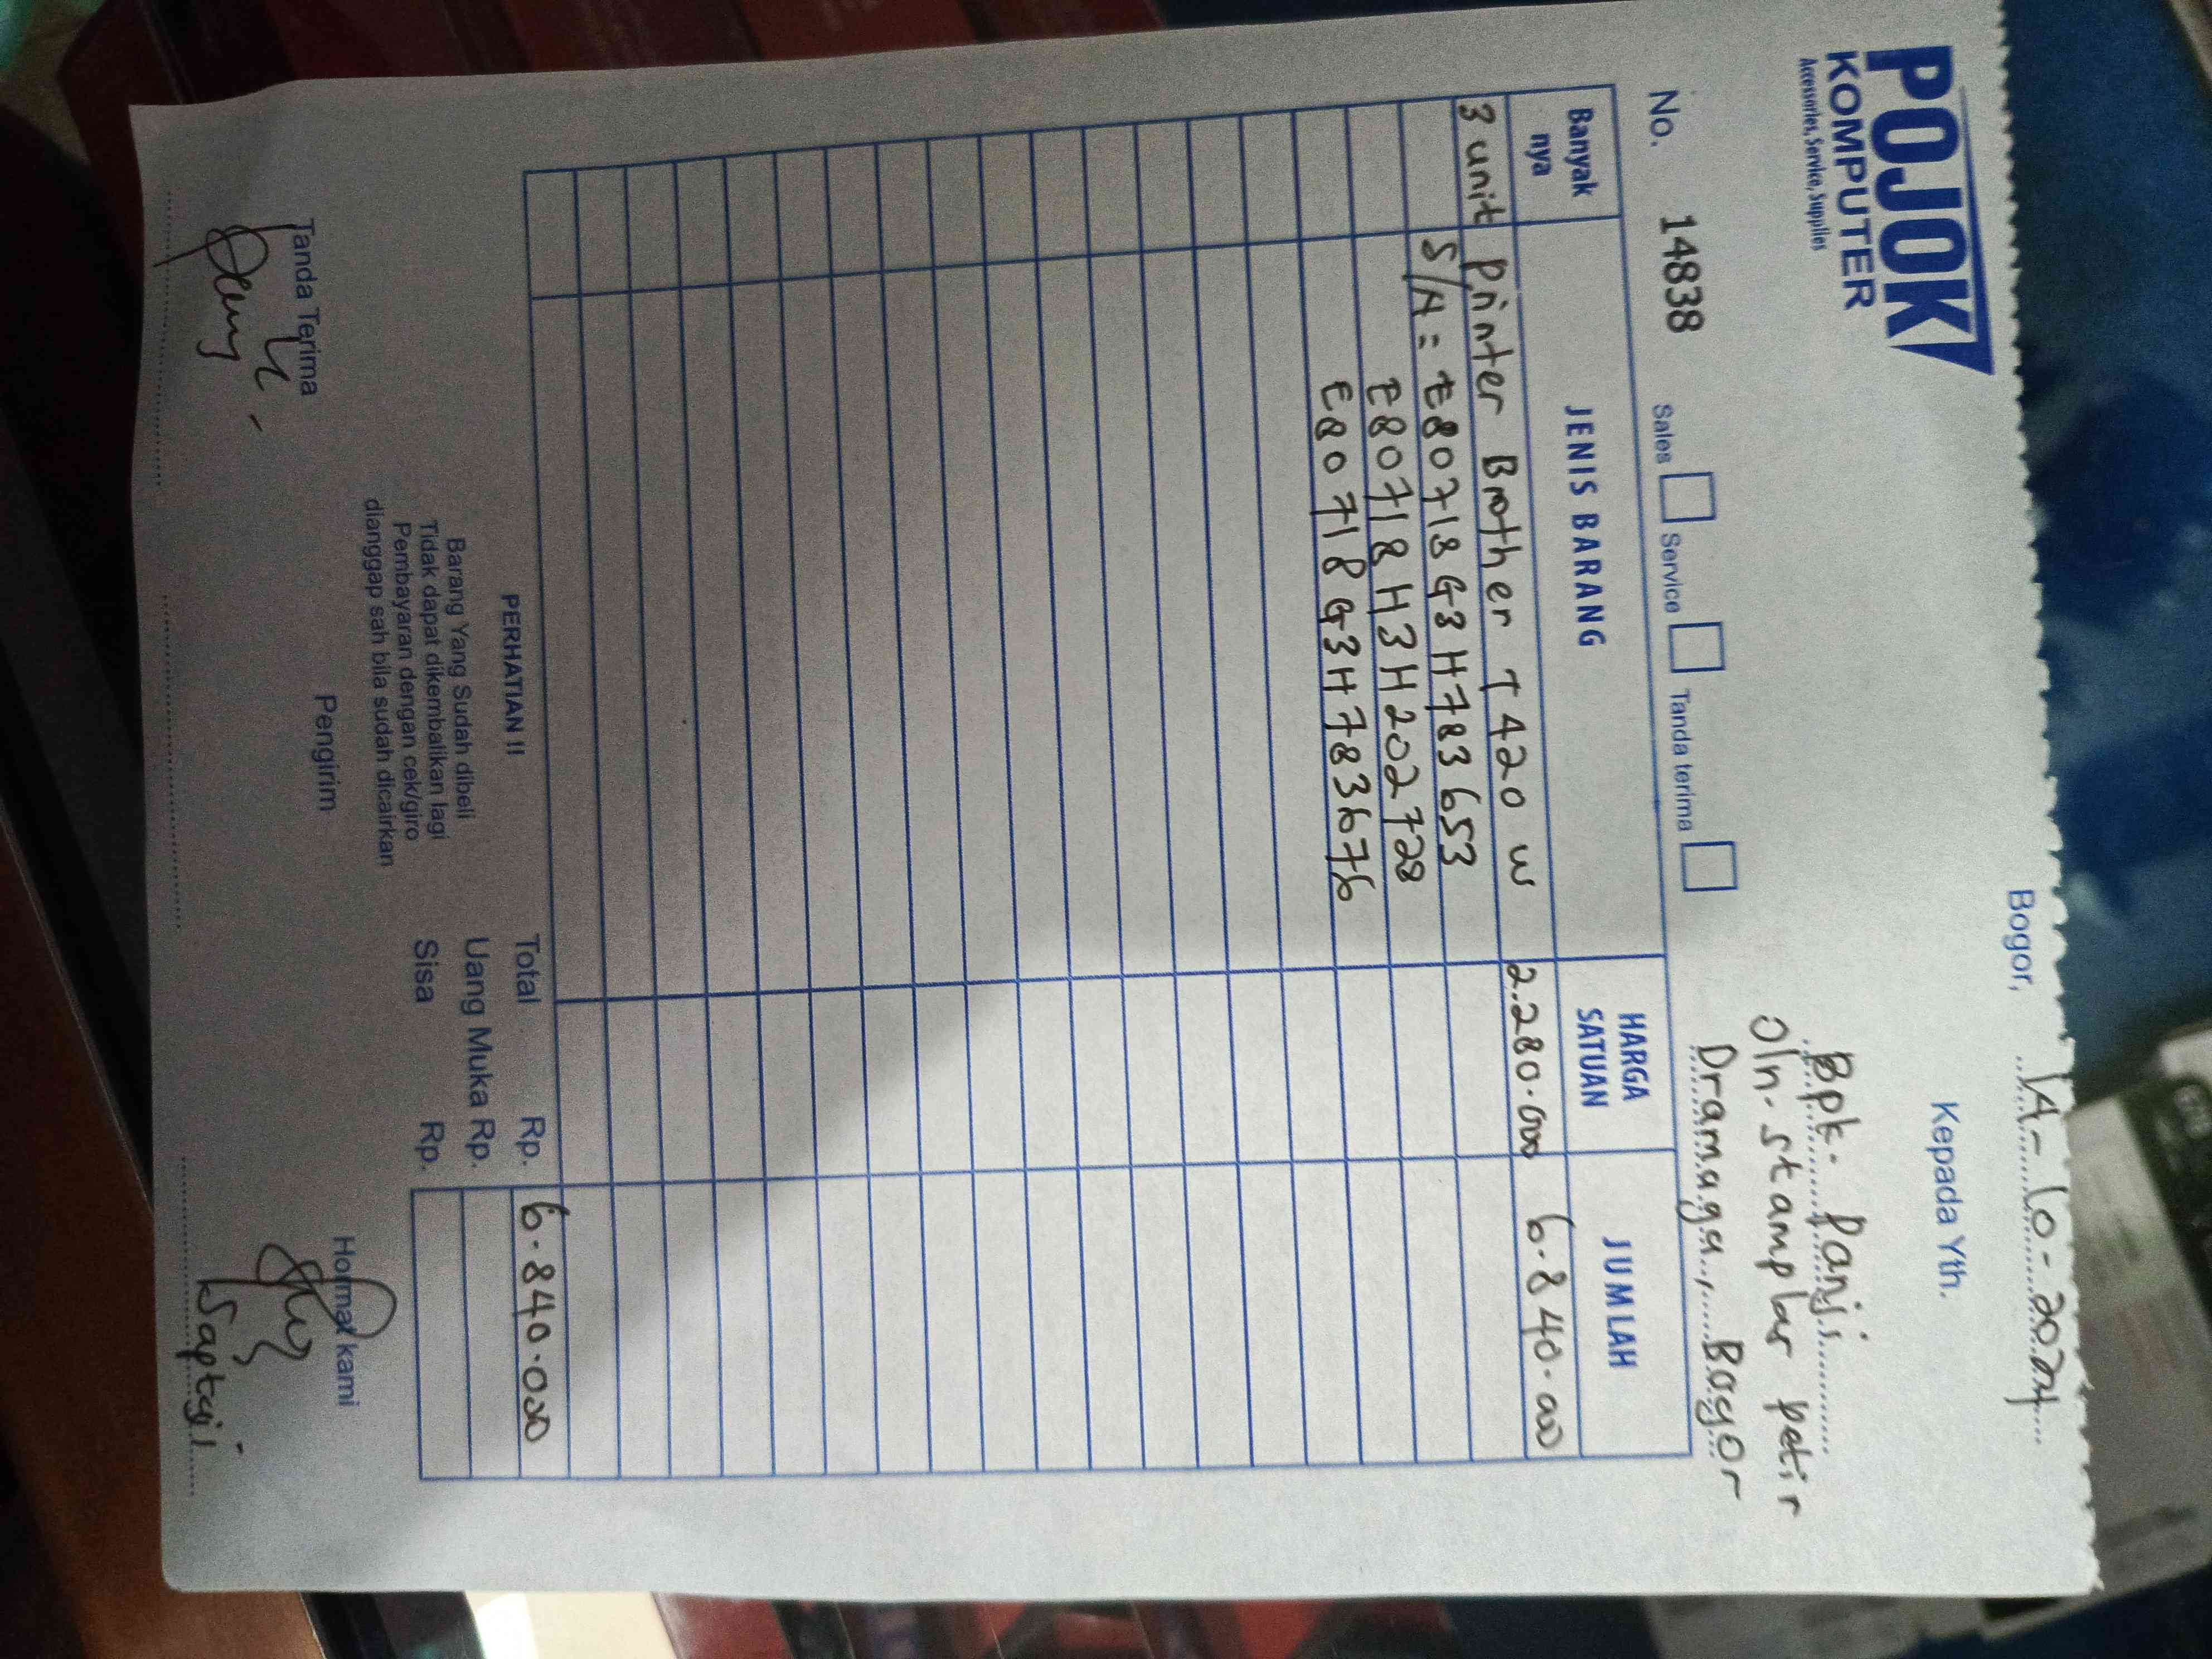 POJOK
KOMPUTER
Accessories, Service, Supplies
Bogor, 14-10-2024
Kepada Yth.
Bpk. Panji
Jln. stamplar petir
Dramaga, Bogor
No. 14838
Sales Service Tanda terima
Banyak nya JENIS BARANG HARGA SATUAN JUMLAH
3 unit Printer Brother T420 w 2.280.000 6.840.000
S/N = E80718G3H783653
E80718H3H202728
E80718G3H783676
PERHATIAN !!
Barang Yang Sudah dibeli
Tidak dapat dikembalikan lagi
Pembayaran dengan cek/giro
dianggap sah bila sudah dicairkan
Total Rp. 6.840.000
Uang Muka Rp.
Sisa Rp.
Tanda Terima Pengirim Hormat kami
Saptaji